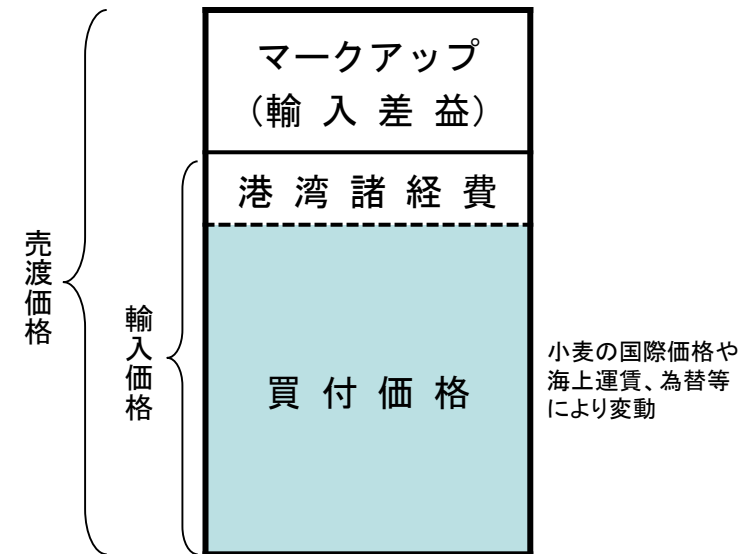 マークアップ
（輸入差益）
港湾諸経費
売渡価格
輸入価格
買付価格
小麦の国際価格や
海上運賃、為替等
により変動